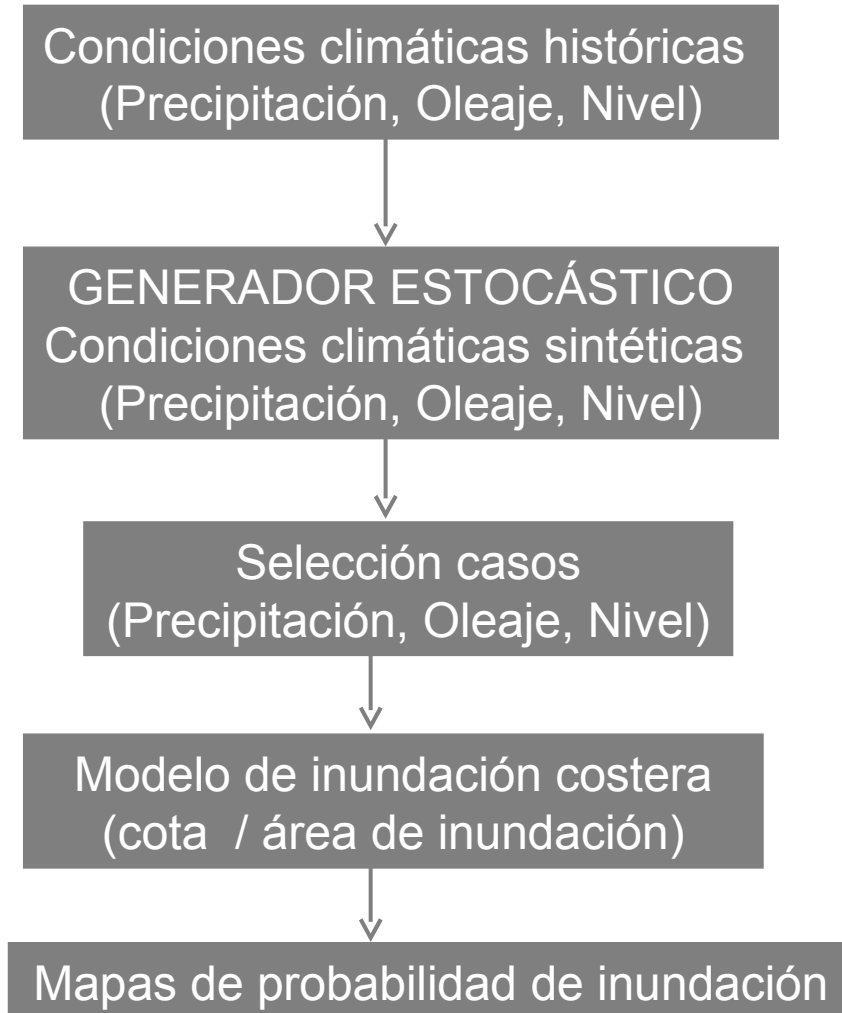 Condiciones climáticas históricas
(Precipitación, Oleaje, Nivel)
GENERADOR ESTOCÁSTICO
Condiciones climáticas sintéticas
(Precipitación, Oleaje, Nivel)
Selección casos
(Precipitación, Oleaje, Nivel)
Modelo de inundación costera
(cota / área de inundación)
Mapas de probabilidad de inundación